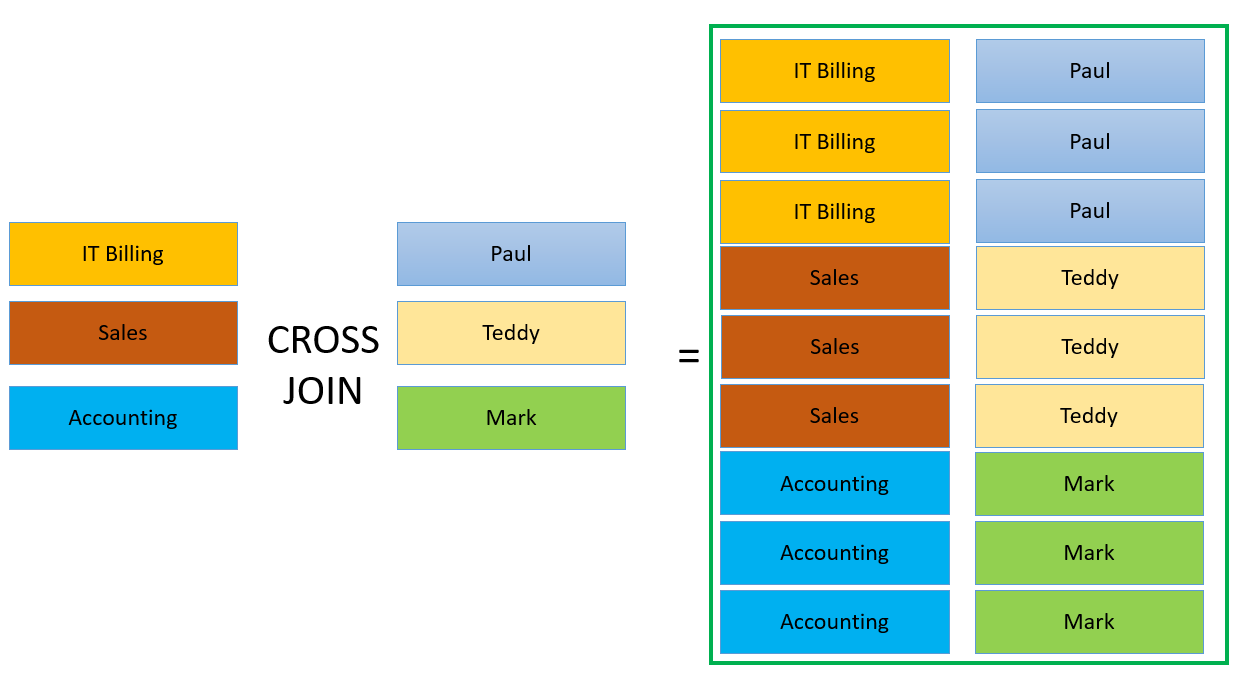 IT Billing
Sales
Accounting
CROSS
JOIN
Paul
Teddy
Mark
=
IT Billing Paul
IT Billing Paul
IT Billing Paul
Sales Teddy
Sales Teddy
Sales Teddy
Accounting Mark
Accounting Mark
Accounting Mark